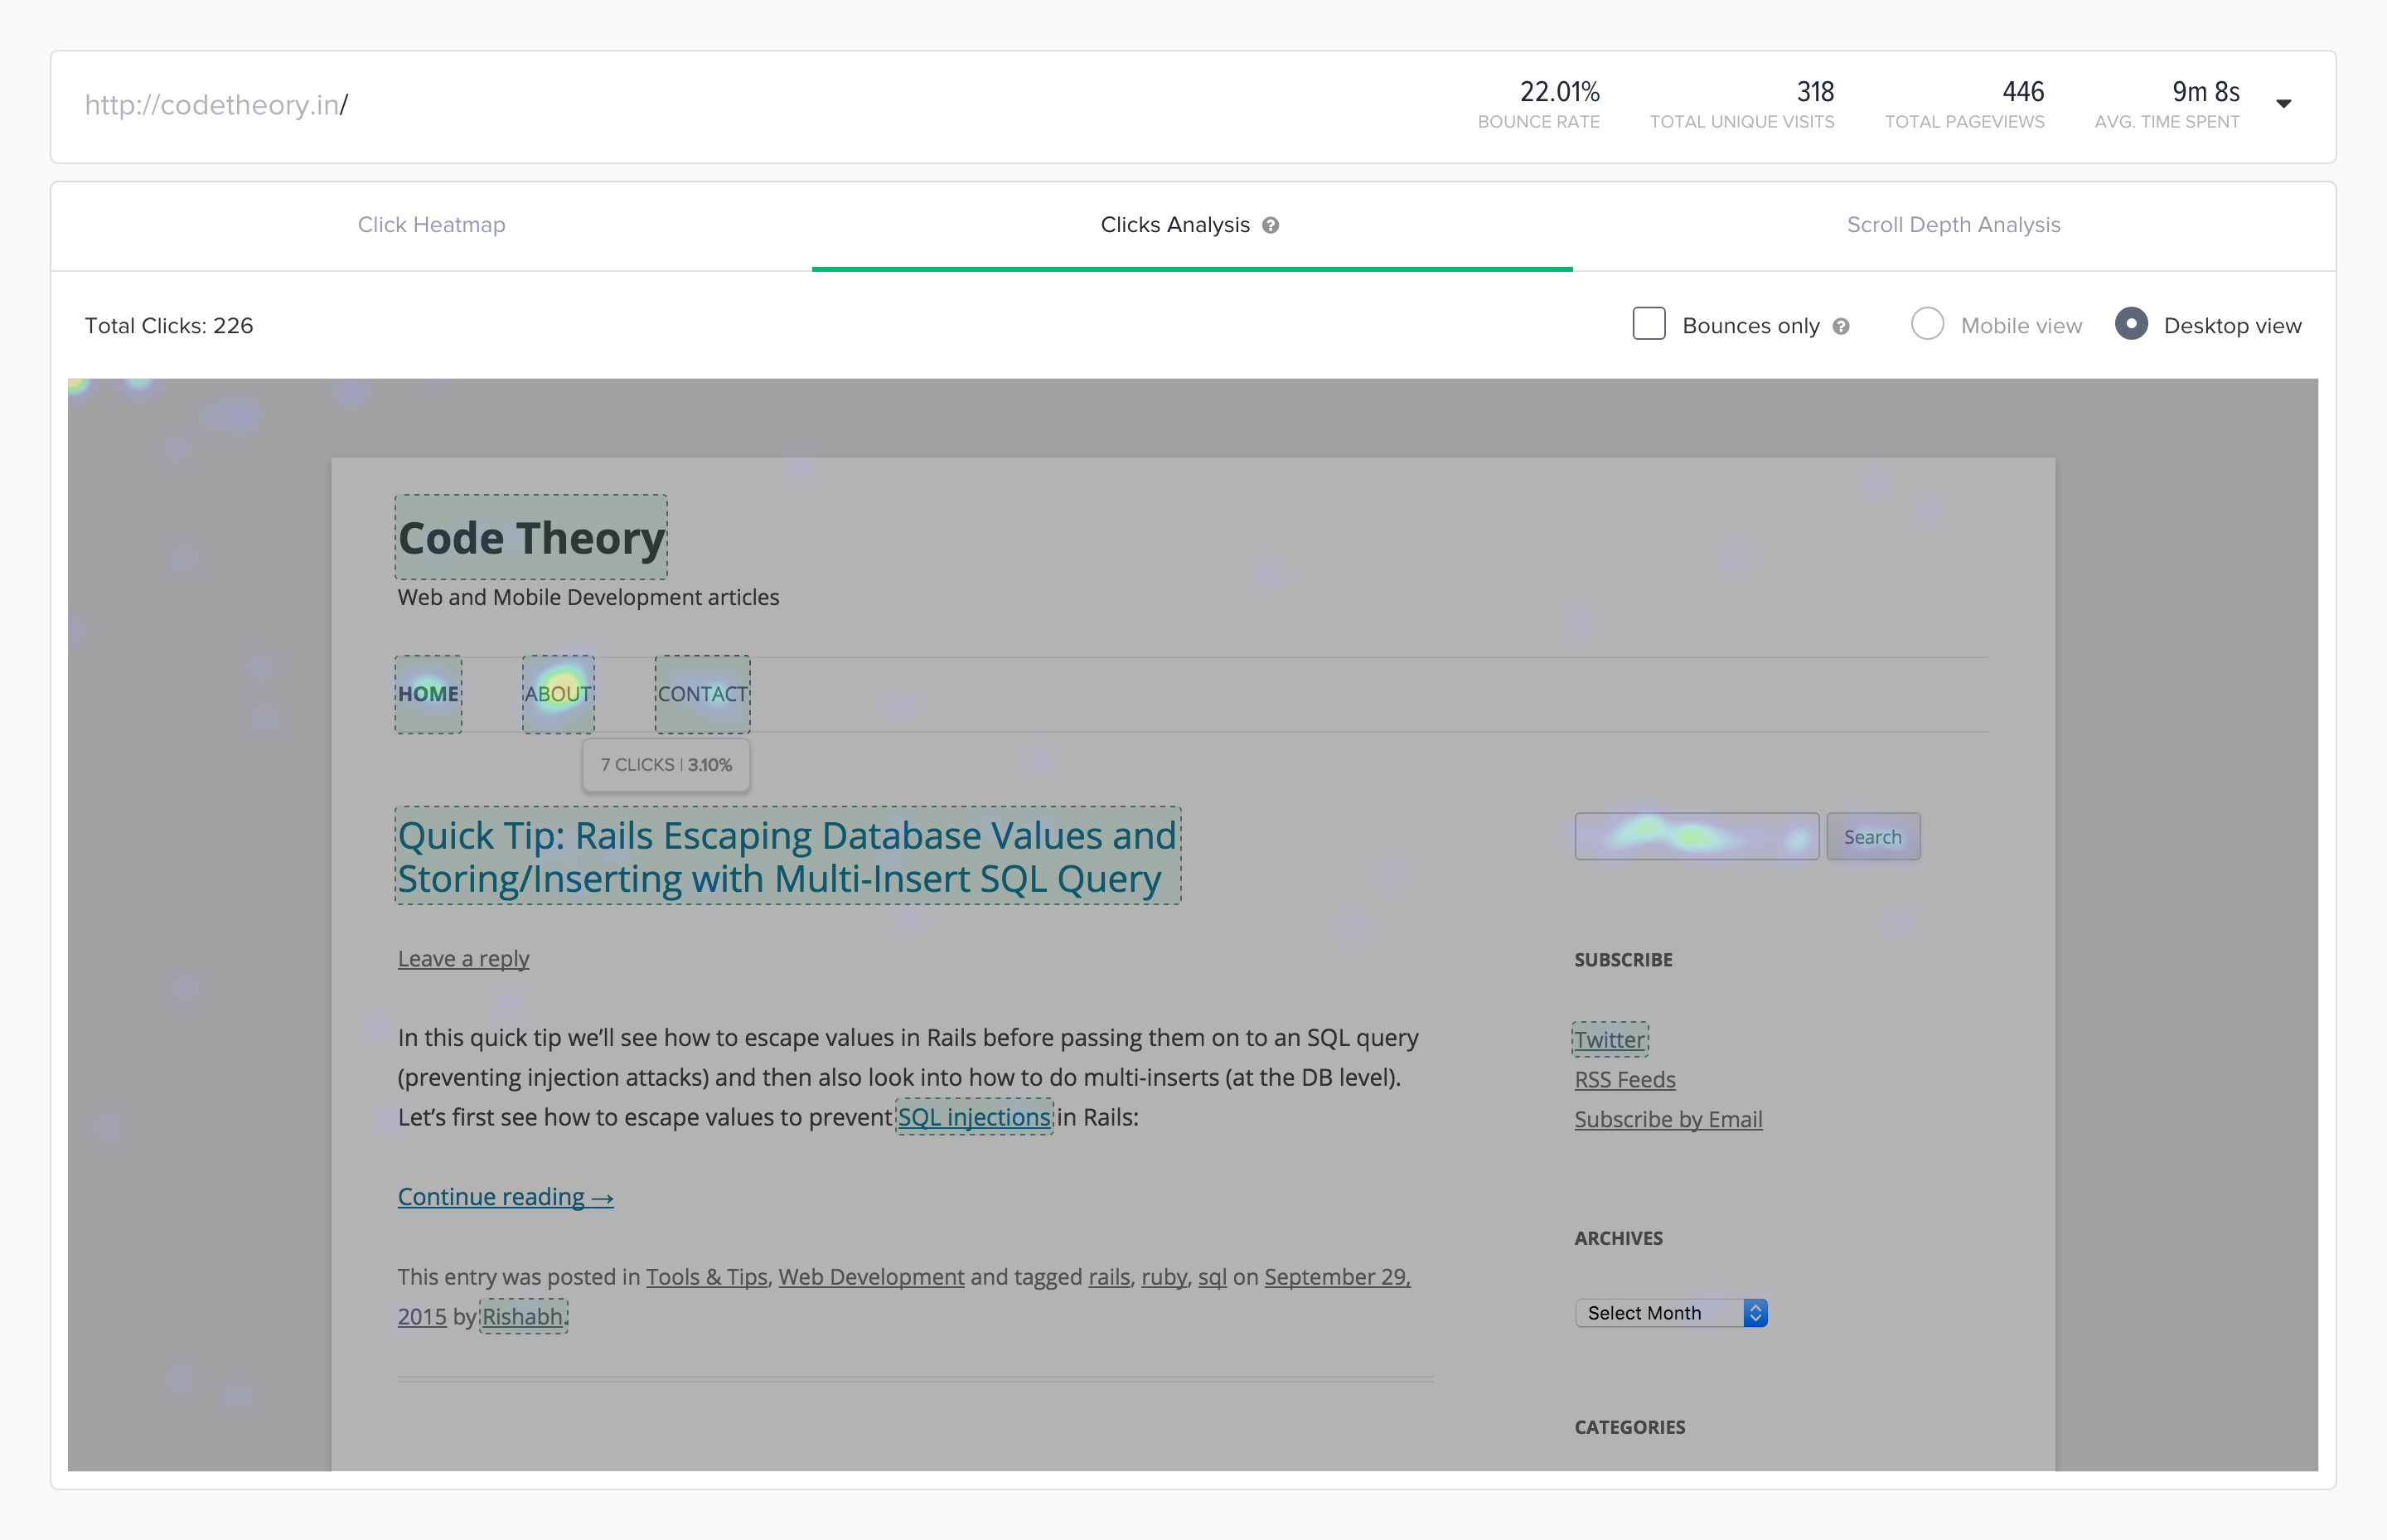 http://codetheory.in/
22.01%
BOUNCE RATE
318
TOTAL UNIQUE VISITS
446
TOTAL PAGEVIEWS
9m 8s
AVG. TIME SPENT
Click Heatmap
Clicks Analysis ?
Scroll Depth Analysis
Total Clicks: 226
Bounces only ?
Mobile view
Desktop view
Code Theory
Web and Mobile Development articles
HOME
ABOUT
CONTACT
7 CLICKS | 3.10%
Quick Tip: Rails Escaping Database Values and
Storing/Inserting with Multi-Insert SQL Query
Leave a reply
In this quick tip we’ll see how to escape values in Rails before passing them on to an SQL query
(preventing injection attacks) and then also look into how to do multi-inserts (at the DB level).
Let’s first see how to escape values to prevent SQL injections in Rails:
Continue reading →
This entry was posted in Tools & Tips, Web Development and tagged rails, ruby, sql on September 29,
2015 by Rishabh.
Search
SUBSCRIBE
Twitter
RSS Feeds
Subscribe by Email
ARCHIVES
Select Month
CATEGORIES